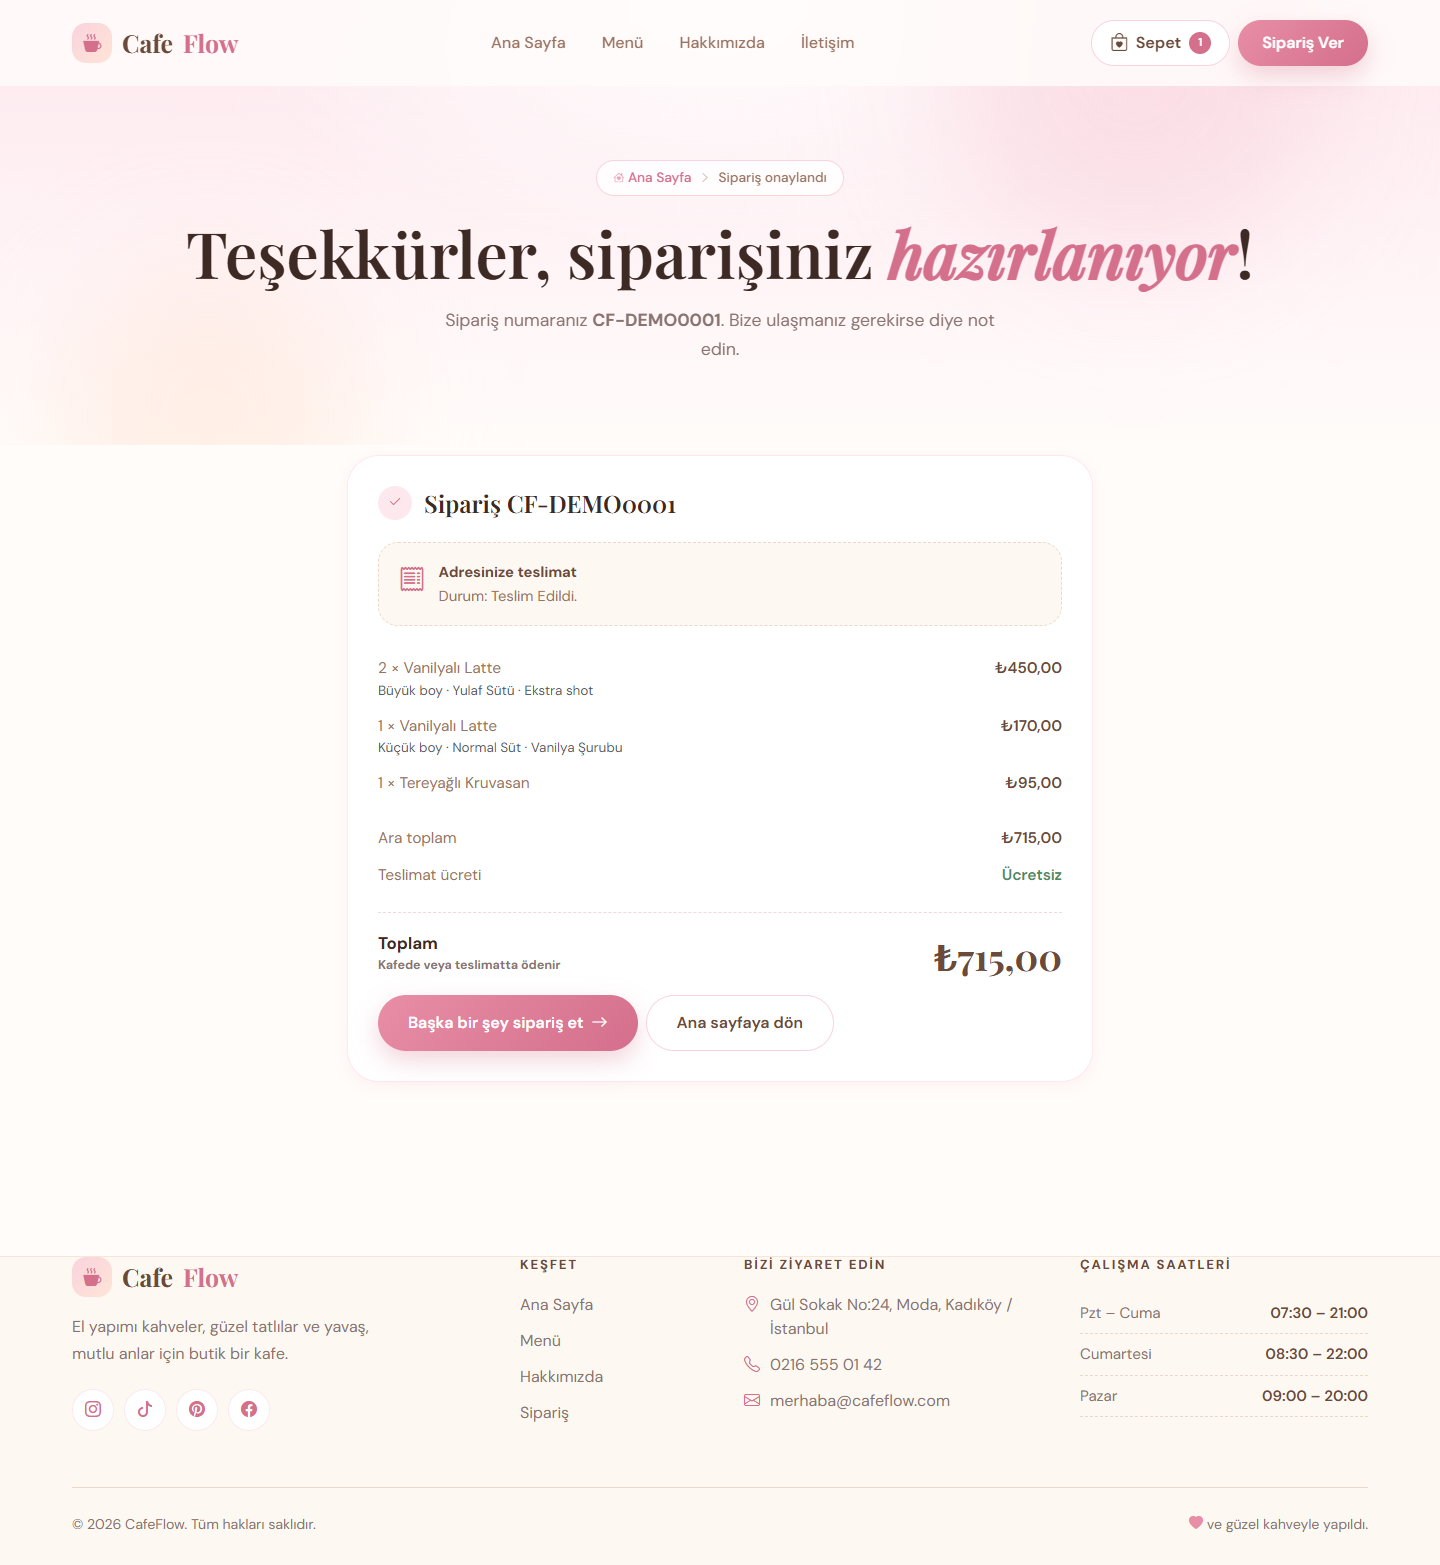 Cafe Flow
Ana Sayfa
Menü
Hakkımızda
İletişim
Sepet 1
Sipariş Ver
Ana Sayfa > Sipariş onaylandı
Teşekkürler, siparişiniz hazırlanıyor!
Sipariş numaranız CF-DEMO0001. Bize ulaşmanız gerekirse diye not
edin.
Sipariş CF-DEMO0001
Adresinize teslimat
Durum: Teslim Edildi.
2 × Vanilyalı Latte ₺450,00
Büyük boy · Yulaf Sütü · Ekstra shot
1 × Vanilyalı Latte ₺170,00
Küçük boy · Normal Süt · Vanilya Şurubu
1 × Tereyağlı Kruvasan ₺95,00
Ara toplam ₺715,00
Teslimat ücreti Ücretsiz
Toplam ₺715,00
Kafede veya teslimatta ödenir
Başka bir şey sipariş et →
Ana sayfaya dön
Cafe Flow
El yapımı kahveler, güzel tatlılar ve yavaş,
mutlu anlar için butik bir kafe.
KEŞFET
Ana Sayfa
Menü
Hakkımızda
Sipariş
BİZİ ZİYARET EDİN
Gül Sokak No:24, Moda, Kadıköy /
İstanbul
0216 555 01 42
merhaba@cafeflow.com
ÇALIŞMA SAATLERİ
Pzt – Cuma 07:30 – 21:00
Cumartesi 08:30 – 22:00
Pazar 09:00 – 20:00
© 2026 CafeFlow. Tüm hakları saklıdır.
ve güzel kahveyle yapıldı.